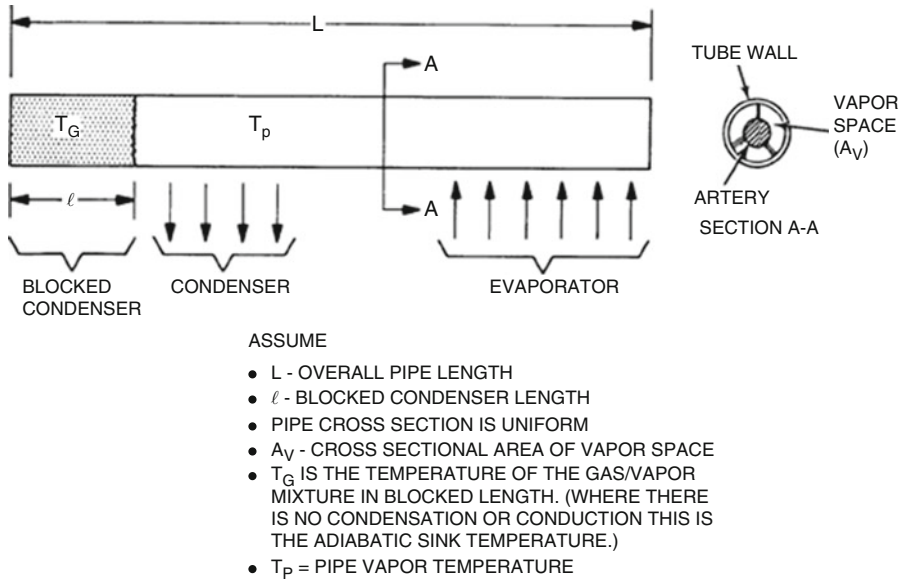 L
A
T_G
T_p
TUBE WALL
VAPOR
SPACE
(A_V)
ℓ
A
ARTERY
SECTION A-A
BLOCKED
CONDENSER
CONDENSER
EVAPORATOR
ASSUME
● L - OVERALL PIPE LENGTH
● ℓ - BLOCKED CONDENSER LENGTH
● PIPE CROSS SECTION IS UNIFORM
● A_V - CROSS SECTIONAL AREA OF VAPOR SPACE
● T_G IS THE TEMPERATURE OF THE GAS/VAPOR
MIXTURE IN BLOCKED LENGTH. (WHERE THERE
IS NO CONDENSATION OR CONDUCTION THIS IS
THE ADIABATIC SINK TEMPERATURE.)
● T_P = PIPE VAPOR TEMPERATURE